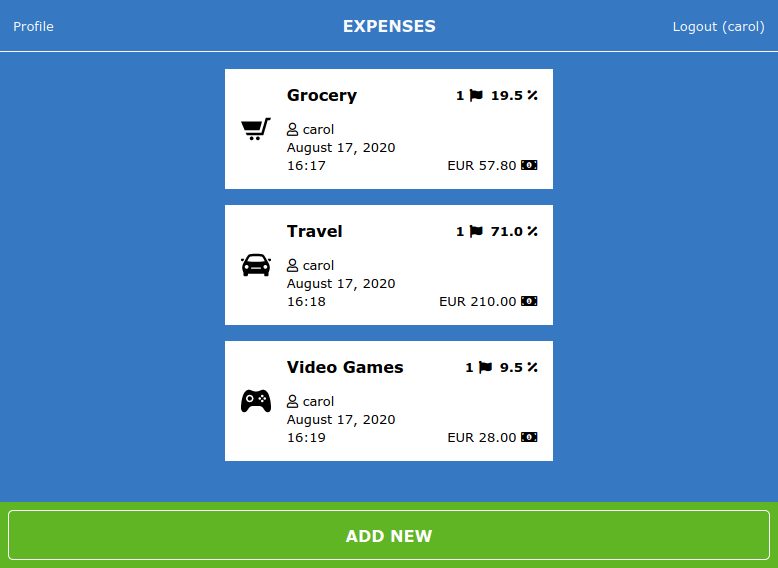 Profile
EXPENSES
Logout (carol)
Grocery
1 19.5
carol
August 17, 2020
16:17
EUR 57.80
Travel
1 71.0
carol
August 17, 2020
16:18
EUR 210.00
Video Games
1 9.5
carol
August 17, 2020
16:19
EUR 28.00
ADD NEW